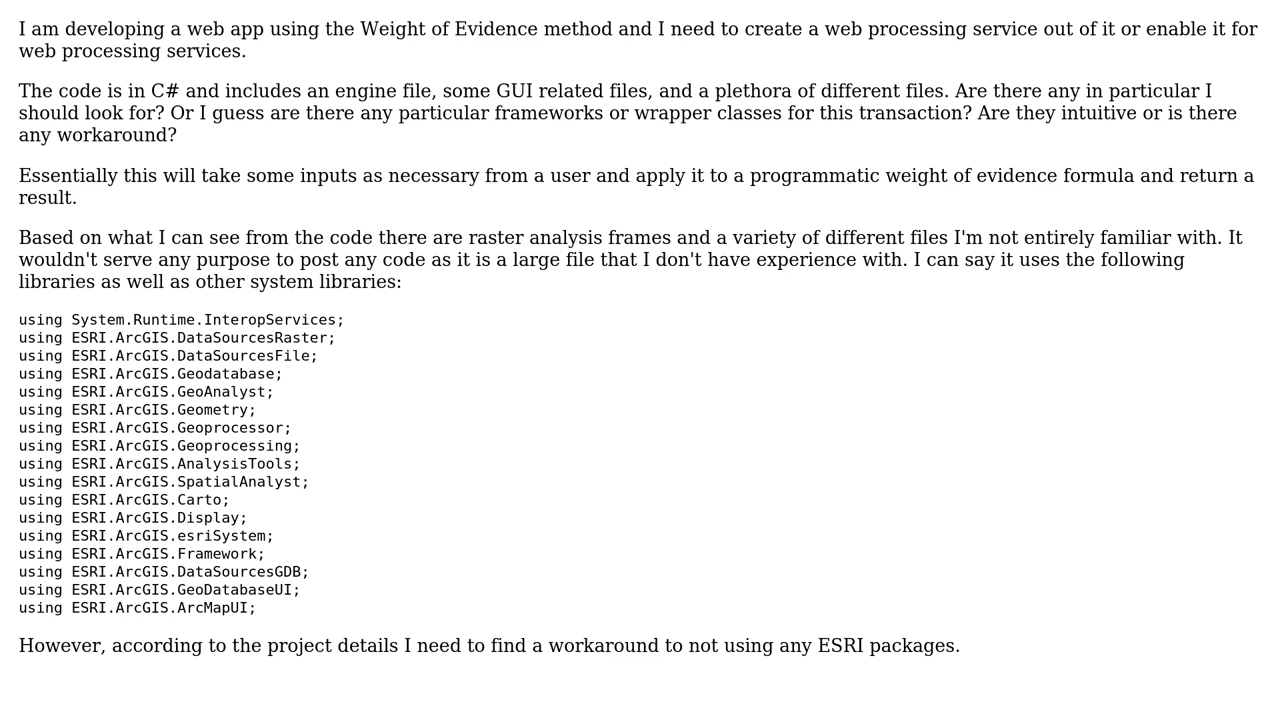 I am developing a web app using the Weight of Evidence method and I need to create a web processing service out of it or enable it for
web processing services.
The code is in C# and includes an engine file, some GUI related files, and a plethora of different files. Are there any in particular I
should look for? Or I guess are there any particular frameworks or wrapper classes for this transaction? Are they intuitive or is there
any workaround?
Essentially this will take some inputs as necessary from a user and apply it to a programmatic weight of evidence formula and return a
result.
Based on what I can see from the code there are raster analysis frames and a variety of different files I'm not entirely familiar with. It
wouldn't serve any purpose to post any code as it is a large file that I don't have experience with. I can say it uses the following
libraries as well as other system libraries:
using System.Runtime.InteropServices;
using ESRI.ArcGIS.DataSourcesRaster;
using ESRI.ArcGIS.DataSourcesFile;
using ESRI.ArcGIS.Geodatabase;
using ESRI.ArcGIS.GeoAnalyst;
using ESRI.ArcGIS.Geometry;
using ESRI.ArcGIS.Geoprocessor;
using ESRI.ArcGIS.Geoprocessing;
using ESRI.ArcGIS.AnalysisTools;
using ESRI.ArcGIS.SpatialAnalyst;
using ESRI.ArcGIS.Carto;
using ESRI.ArcGIS.Display;
using ESRI.ArcGIS.esriSystem;
using ESRI.ArcGIS.Framework;
using ESRI.ArcGIS.DataSourcesGDB;
using ESRI.ArcGIS.GeoDatabaseUI;
using ESRI.ArcGIS.ArcMapUI;
However, according to the project details I need to find a workaround to not using any ESRI packages.